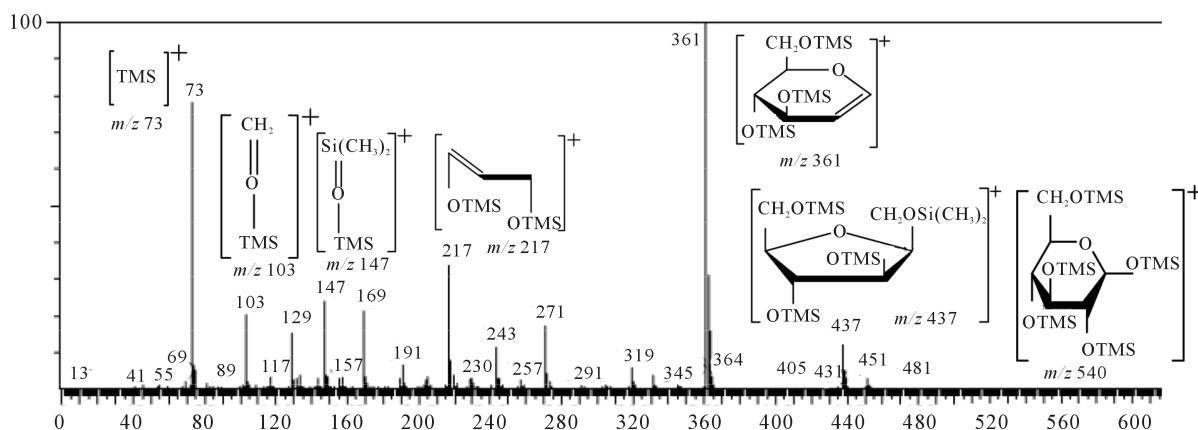 100
[TMS]+
m/z 73
73
CH₂
O
TMS
+
m/z 103
Si(CH₃)₂
O
TMS
+
m/z 147
OTMS
OTMS
+
m/z 217
361
CH₂OTMS
O
OTMS
OTMS
+
m/z 361
CH₂OTMS
O
CH₂OSi(CH₃)₂
OTMS
OTMS
+
m/z 437
CH₂OTMS
O
OTMS
OTMS
OTMS
OTMS
+
m/z 540
13
41
55
69
89
103
117
129
147
157
169
191
217
230
243
257
271
291
319
345
364
405
431
437
451
481
0 40 80 120 160 200 240 280 320 360 400 440 480 520 560 600